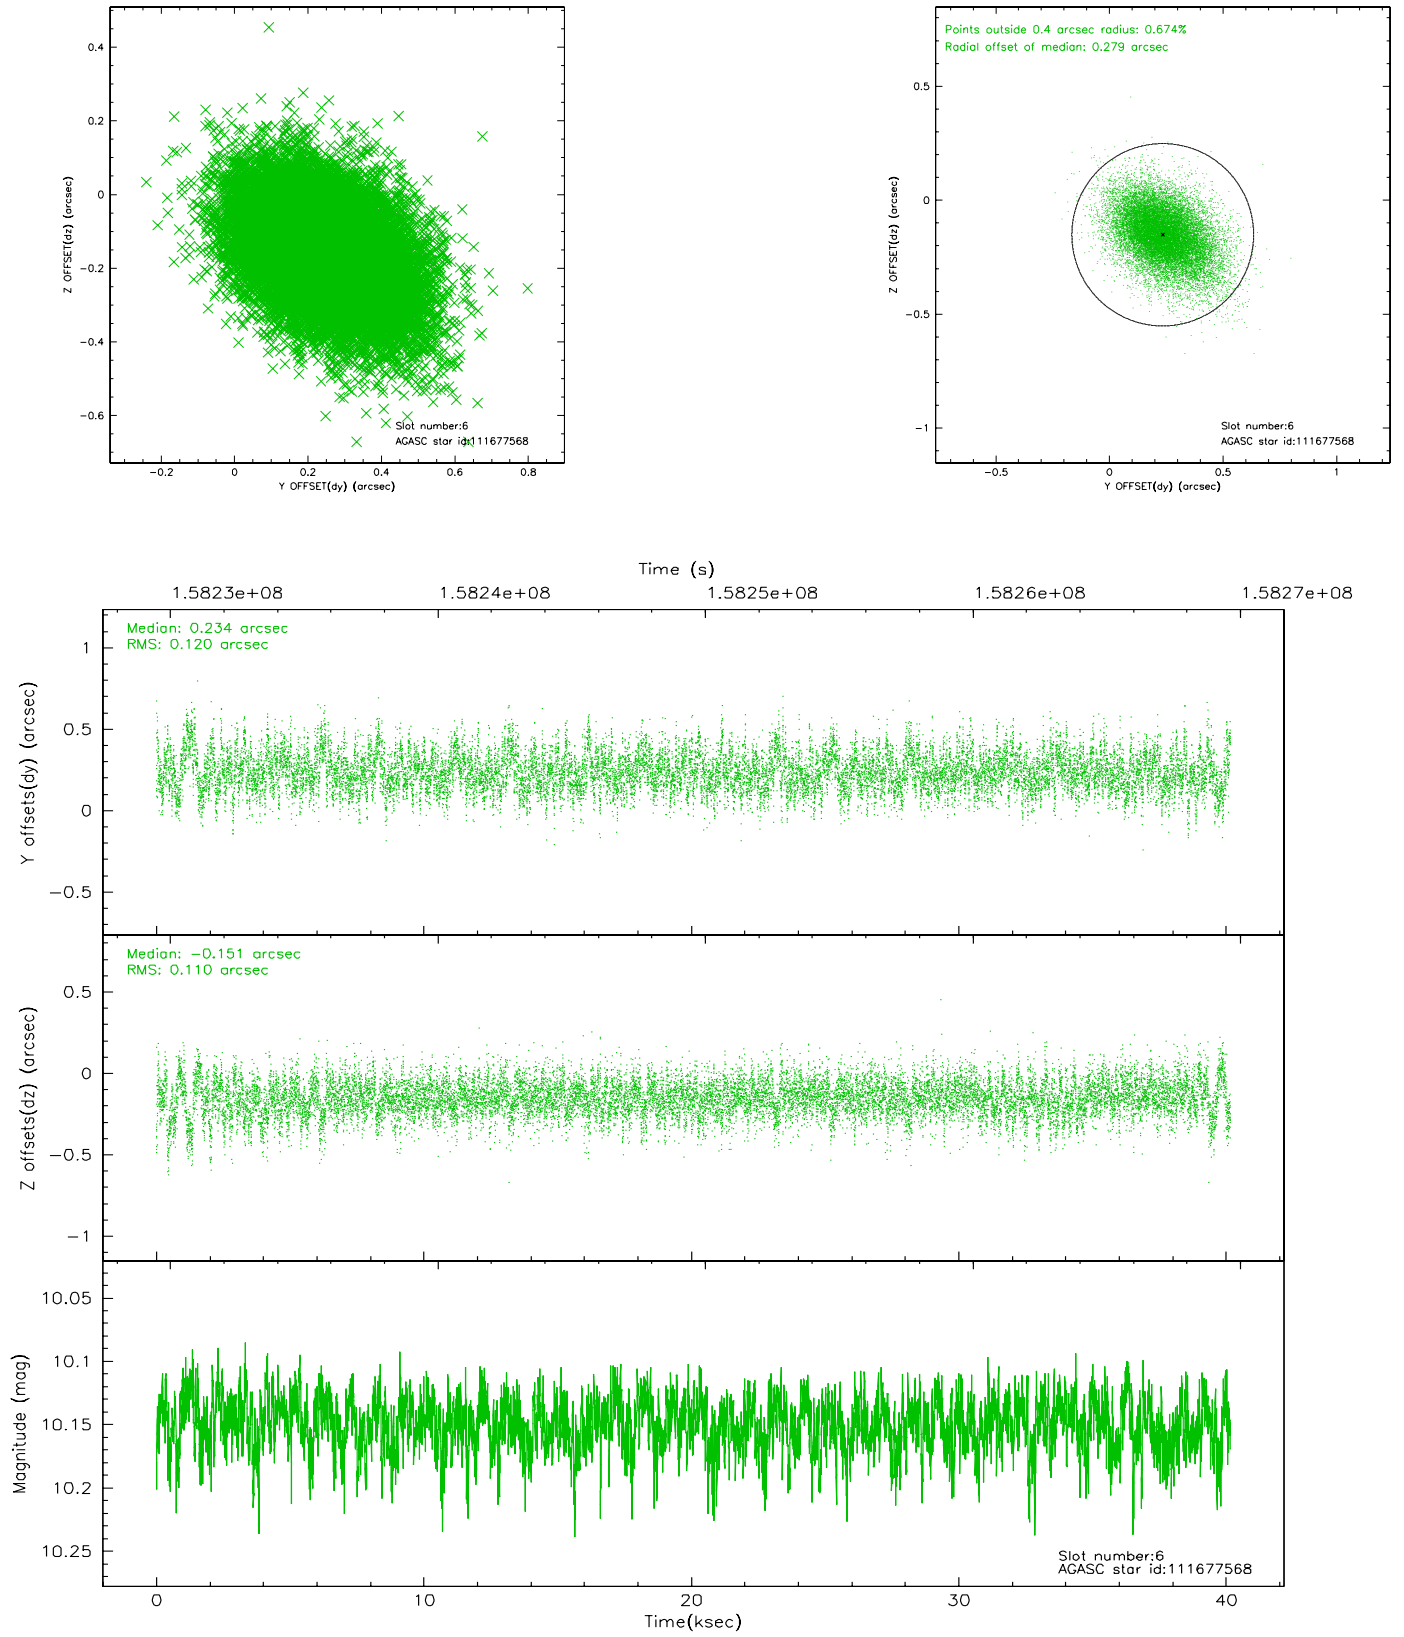 0.4
0.2
0
−0.2
−0.4
−0.6
Z OFFSET(dz) (arcsec)
−0.2 0 0.2 0.4 0.6 0.8
Y OFFSET(dy) (arcsec)
Slot number:6
AGASC star id:111677568
Points outside 0.4 arcsec radius: 0.674%
Radial offset of median: 0.279 arcsec
0.5
0
−0.5
−1
Z OFFSET(dz) (arcsec)
−0.5 0 0.5 1
Y OFFSET(dy) (arcsec)
Slot number:6
AGASC star id:111677568
Time (s)
1.5823e+08 1.5824e+08 1.5825e+08 1.5826e+08 1.5827e+08
Median: 0.234 arcsec
RMS: 0.120 arcsec
1
0.5
0
−0.5
Y offsets(dy) (arcsec)
Median: −0.151 arcsec
RMS: 0.110 arcsec
0.5
0
−0.5
−1
Z offsets(dz) (arcsec)
10.05
10.1
10.15
10.2
10.25
Magnitude (mag)
Slot number:6
AGASC star id:111677568
0 10 20 30 40
Time(ksec)